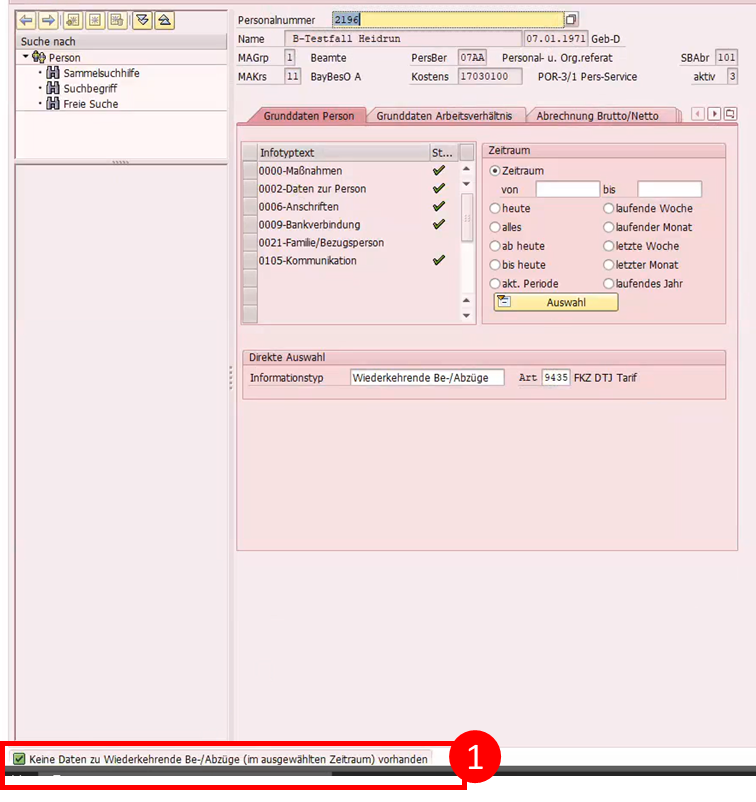 Personalnummer 2196
Name B-Testfall Heidrun 07.01.1971 Geb-D
MAGrp 1 Beamte PersBer 07AA Personal- u. Org.referat SBAbr 101
MAKrs 11 BayBesO A Kostens 17030100 POR-3/1 Pers-Service aktiv 3
Suche nach
Person
Sammelsuchhilfe
Suchbegriff
Freie Suche
Grunddaten Person Grunddaten Arbeitsverhältnis Abrechnung Brutto/Netto
Infotyptext St...
0000-Maßnahmen
0002-Daten zur Person
0006-Anschriften
0009-Bankverbindung
0021-Familie/Bezugsperson
0105-Kommunikation
Zeitraum
Zeitraum
von bis
heute laufende Woche
alles laufender Monat
ab heute letzte Woche
bis heute letzter Monat
akt. Periode laufendes Jahr
Auswahl
Direkte Auswahl
Informationstyp Wiederkehrende Be-/Abzüge Art 9435 FKZ DTJ Tarif
Keine Daten zu Wiederkehrende Be-/Abzüge (im ausgewählten Zeitraum) vorhanden
1